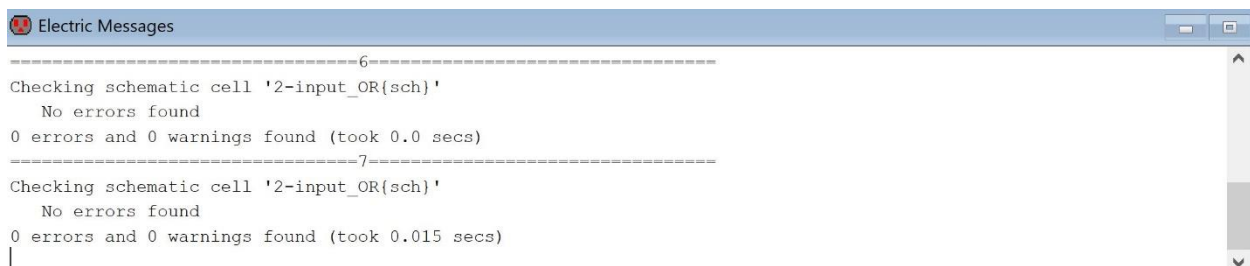 Electric Messages
=================================6=================================
Checking schematic cell '2-input_OR{sch}'
   No errors found
0 errors and 0 warnings found (took 0.0 secs)
=================================7=================================
Checking schematic cell '2-input_OR{sch}'
   No errors found
0 errors and 0 warnings found (took 0.015 secs)